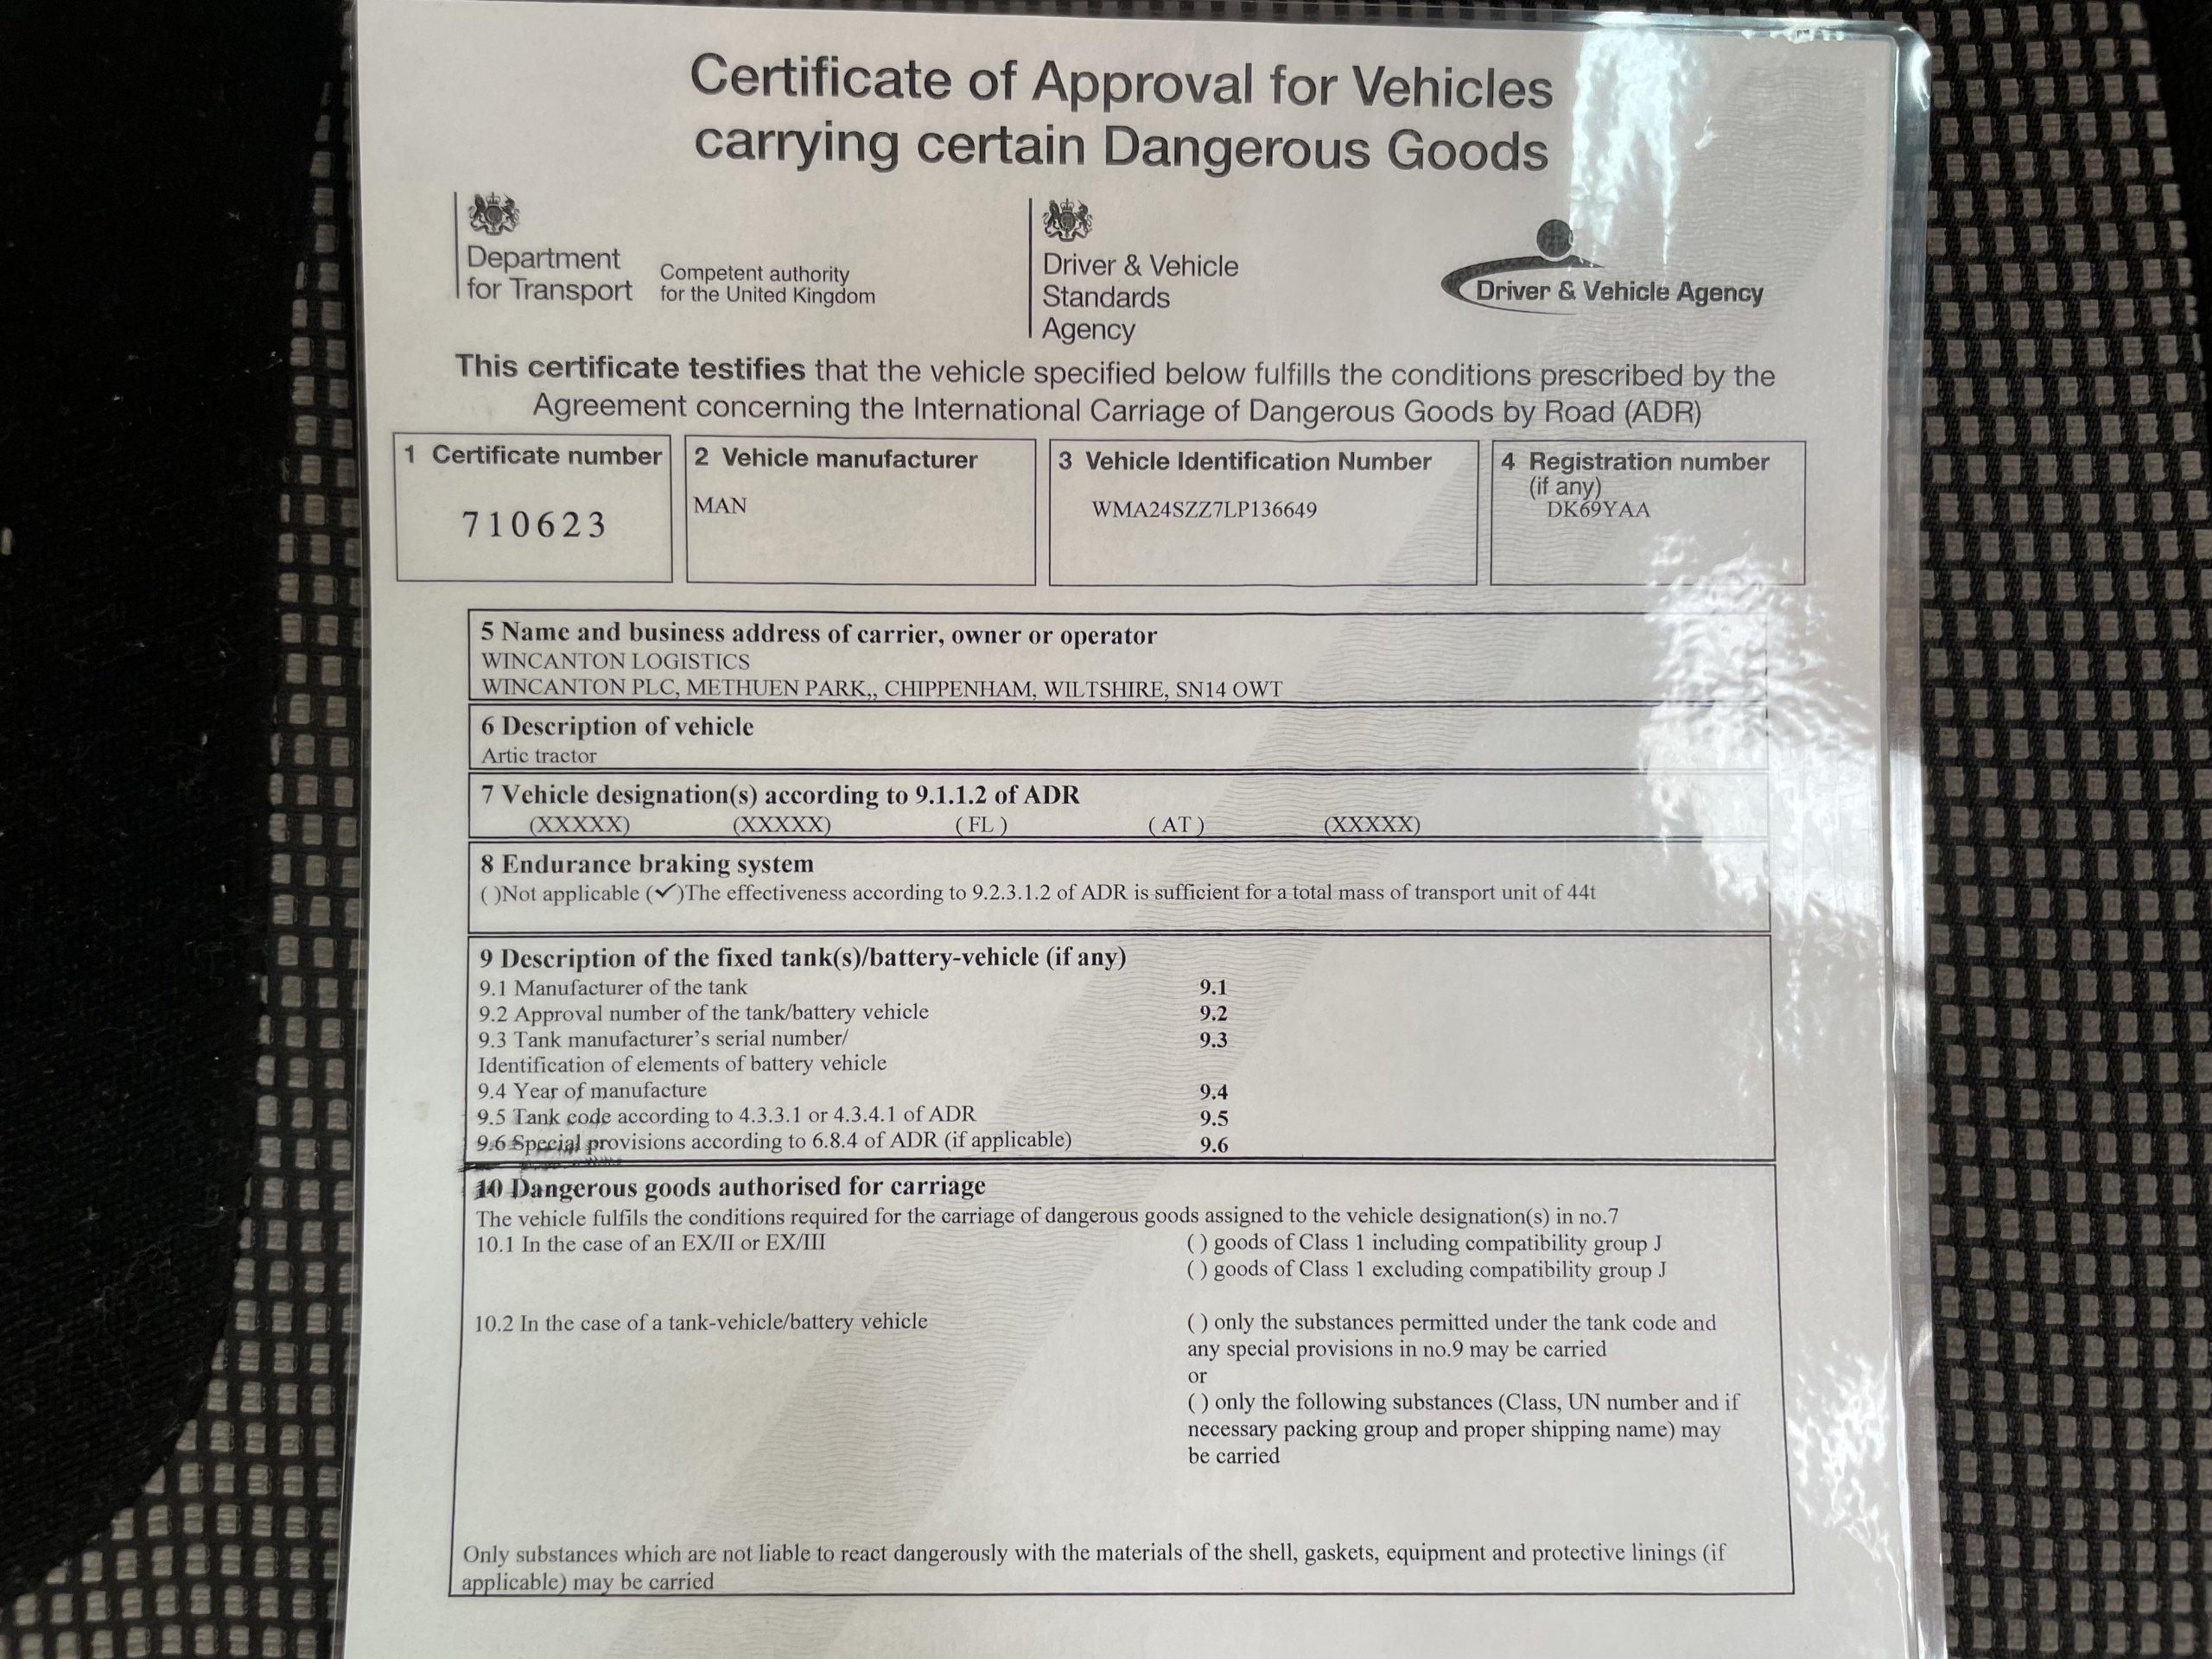 Certificate of Approval for Vehicles
carrying certain Dangerous Goods
Department
for Transport
Competent authority
for the United Kingdom
Driver & Vehicle
Standards
Agency
Driver & Vehicle Agency
This certificate testifies that the vehicle specified below fulfills the conditions prescribed by the
Agreement concerning the International Carriage of Dangerous Goods by Road (ADR)
1 Certificate number
710623
2 Vehicle manufacturer
MAN
3 Vehicle Identification Number
WMA24SZZ7LP136649
4 Registration number
(if any)
DK69YAA
5 Name and business address of carrier, owner or operator
WINCANTON LOGISTICS
WINCANTON PLC, METHUEN PARK,, CHIPPENHAM, WILTSHIRE, SN14 OWT
6 Description of vehicle
Artic tractor
7 Vehicle designation(s) according to 9.1.1.2 of ADR
(XXXXX) (XXXXX) ( FL ) ( AT ) (XXXXX)
8 Endurance braking system
( )Not applicable (✓)The effectiveness according to 9.2.3.1.2 of ADR is sufficient for a total mass of transport unit of 44t
9 Description of the fixed tank(s)/battery-vehicle (if any)
9.1 Manufacturer of the tank 9.1
9.2 Approval number of the tank/battery vehicle 9.2
9.3 Tank manufacturer's serial number/ 9.3
Identification of elements of battery vehicle
9.4 Year of manufacture 9.4
9.5 Tank code according to 4.3.3.1 or 4.3.4.1 of ADR 9.5
9.6 Special provisions according to 6.8.4 of ADR (if applicable) 9.6
10 Dangerous goods authorised for carriage
The vehicle fulfils the conditions required for the carriage of dangerous goods assigned to the vehicle designation(s) in no.7
10.1 In the case of an EX/II or EX/III ( ) goods of Class 1 including compatibility group J
( ) goods of Class 1 excluding compatibility group J
10.2 In the case of a tank-vehicle/battery vehicle ( ) only the substances permitted under the tank code and
any special provisions in no.9 may be carried
or
( ) only the following substances (Class, UN number and if
necessary packing group and proper shipping name) may
be carried
Only substances which are not liable to react dangerously with the materials of the shell, gaskets, equipment and protective linings (if
applicable) may be carried